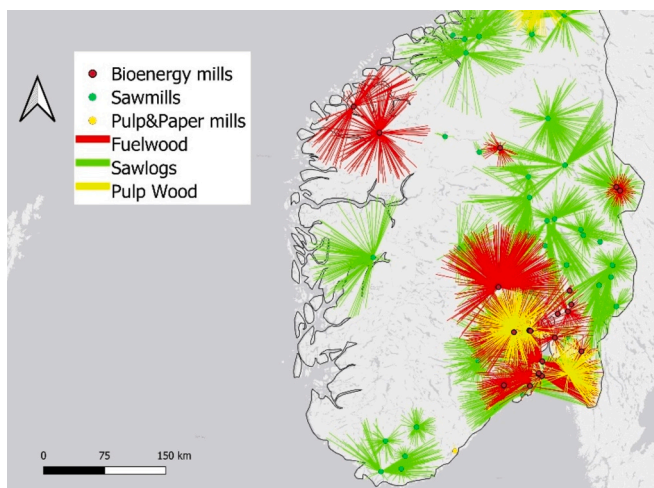 Bioenergy mills
Sawmills
Pulp&Paper mills
Fuelwood
Sawlogs
Pulp Wood
0 75 150 km